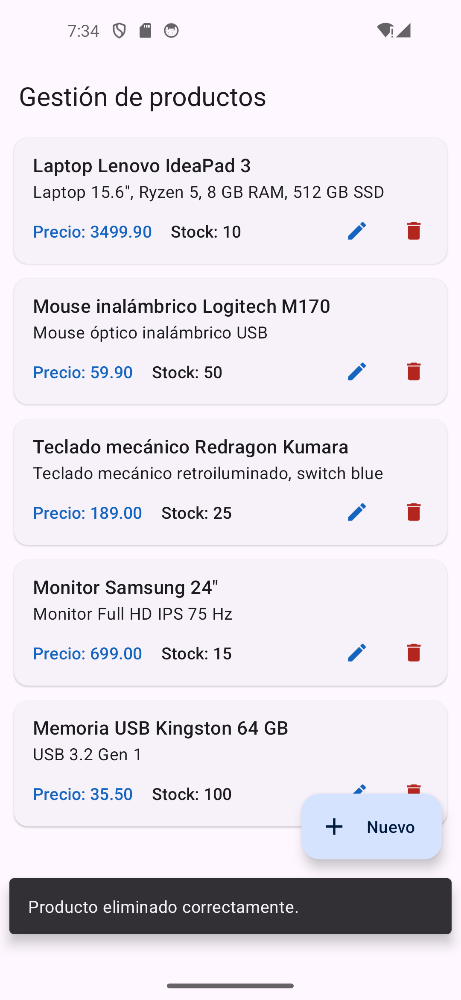 7:34
Gestión de productos
Laptop Lenovo IdeaPad 3
Laptop 15.6", Ryzen 5, 8 GB RAM, 512 GB SSD
Precio: 3499.90 Stock: 10
Mouse inalámbrico Logitech M170
Mouse óptico inalámbrico USB
Precio: 59.90 Stock: 50
Teclado mecánico Redragon Kumara
Teclado mecánico retroiluminado, switch blue
Precio: 189.00 Stock: 25
Monitor Samsung 24"
Monitor Full HD IPS 75 Hz
Precio: 699.00 Stock: 15
Memoria USB Kingston 64 GB
USB 3.2 Gen 1
Precio: 35.50 Stock: 100
Nuevo
Producto eliminado correctamente.